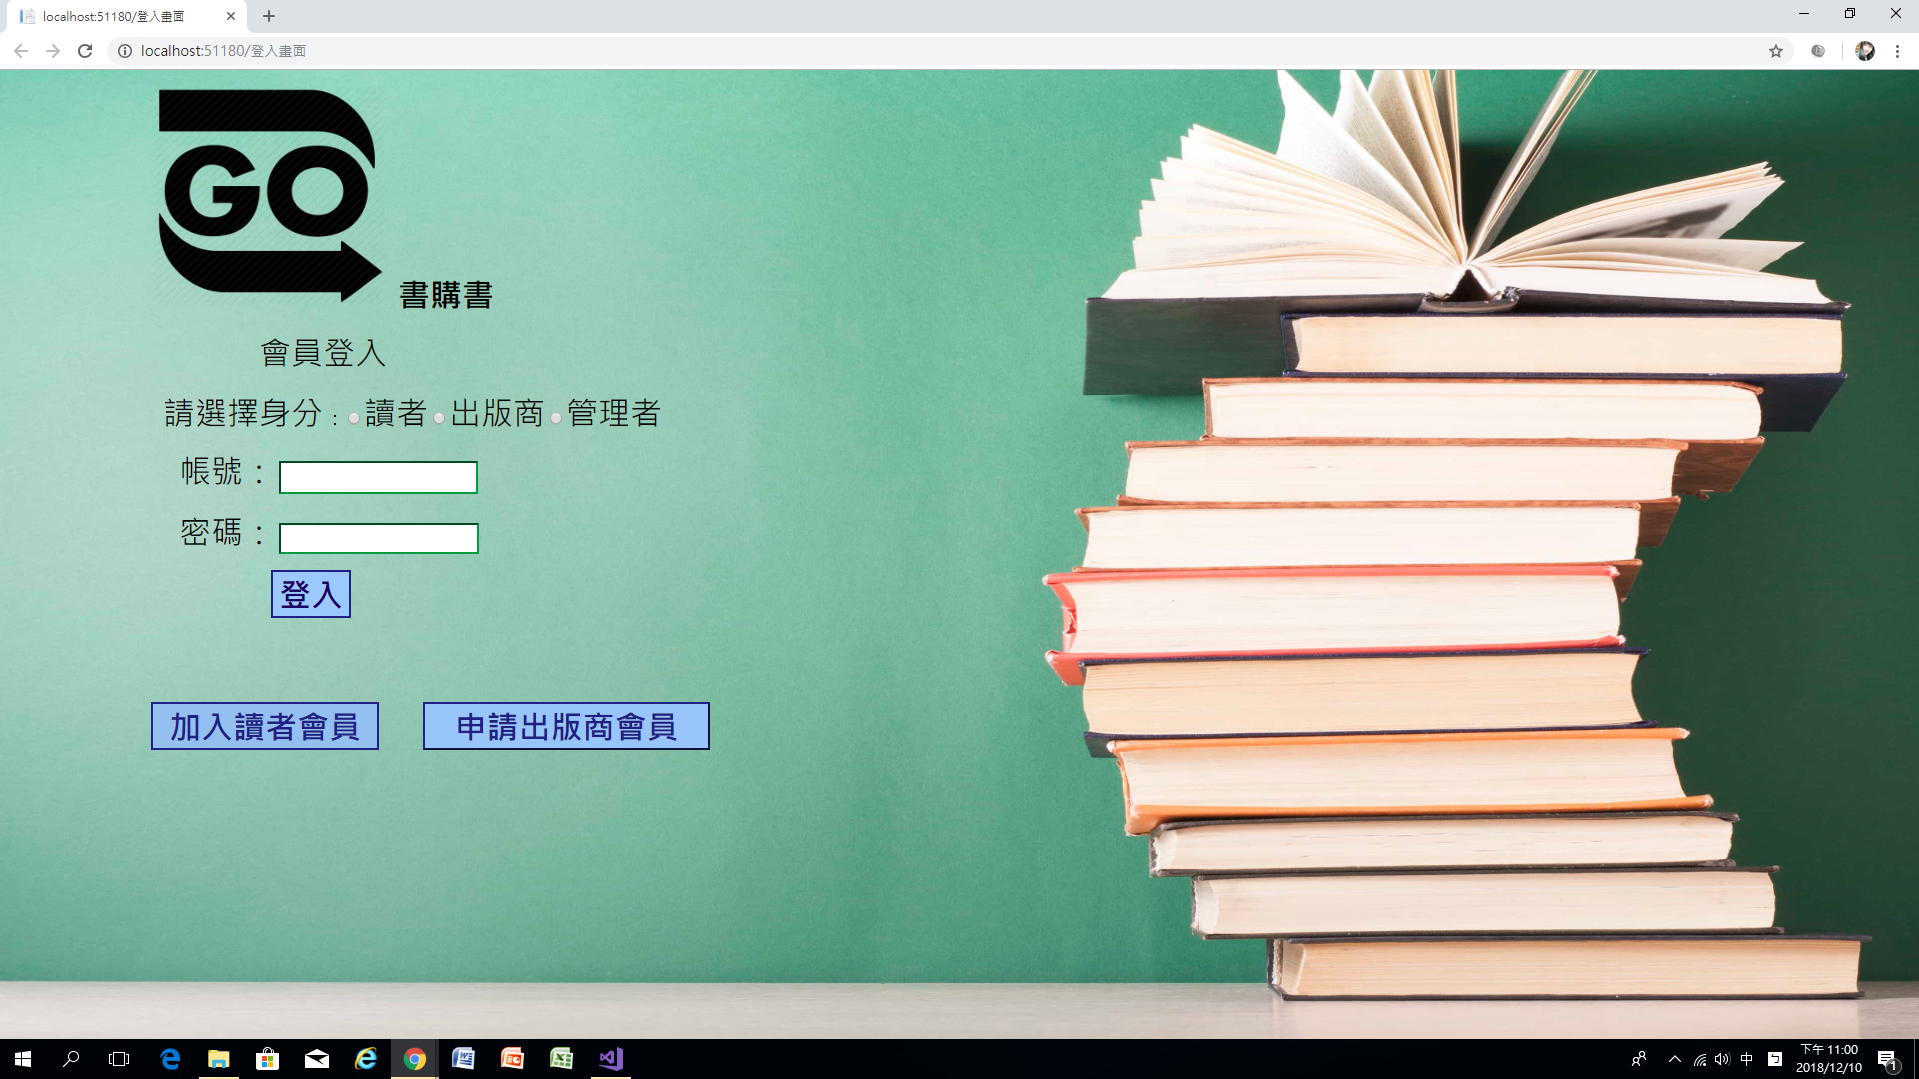 localhost:51180/登入畫面
localhost:51180/登入畫面
GO
書購書
會員登入
請選擇身分 : 讀者 出版商 管理者
帳號：
密碼：
登入
加入讀者會員 申請出版商會員
中
下午 11:00
2018/12/10
1